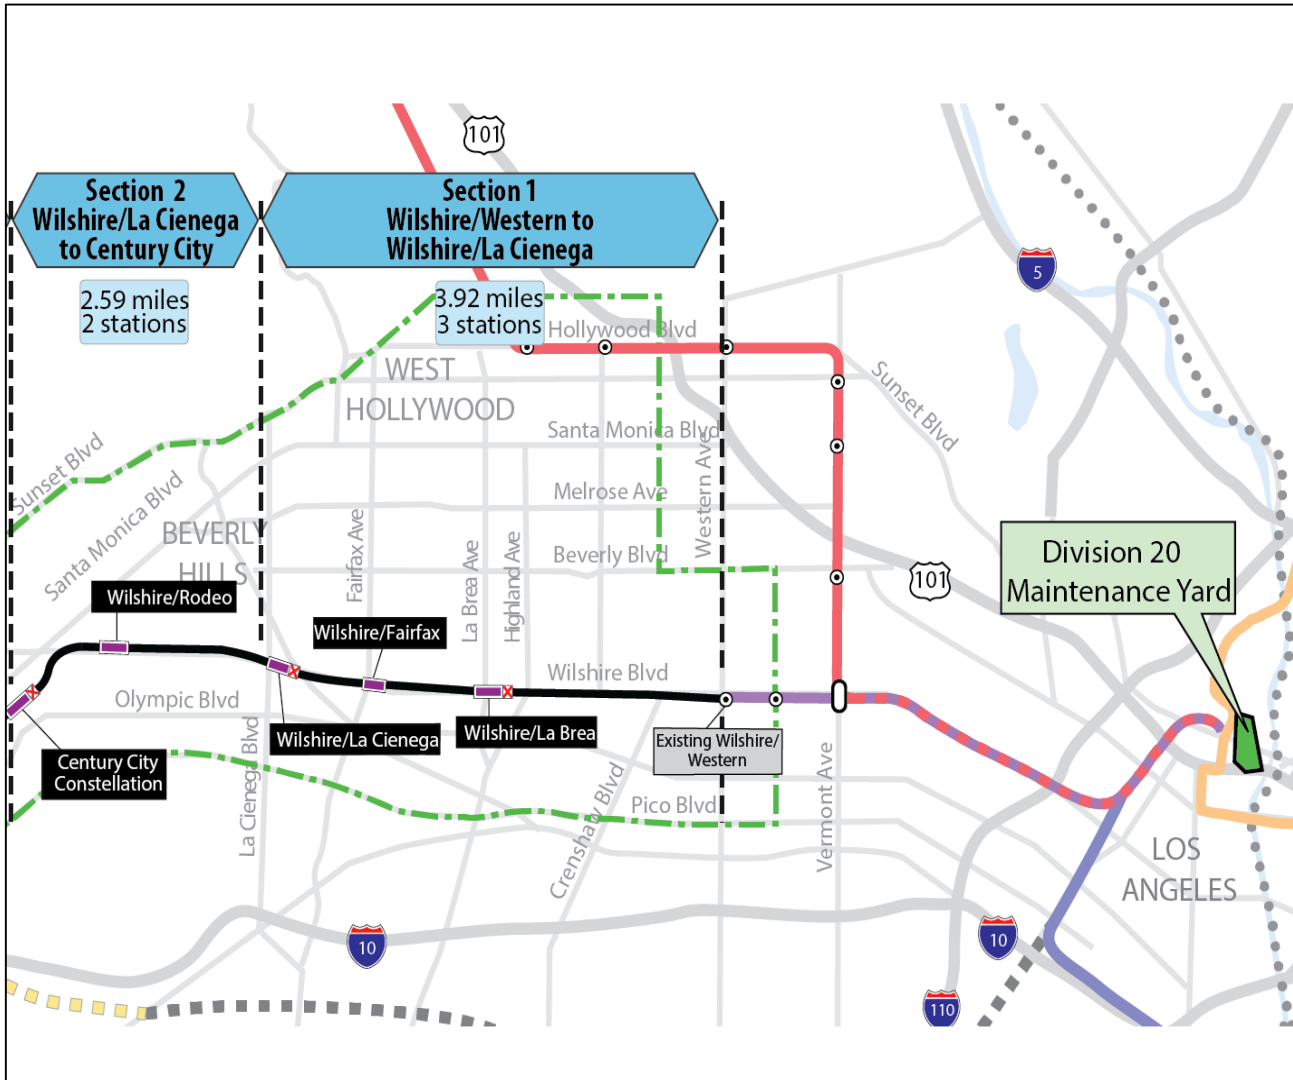 101
Section 2
Wilshire/La Cienega
to Century City
Section 1
Wilshire/Western to
Wilshire/La Cienega
5
2.59 miles
2 stations
3.92 miles
3 stations
Hollywood Blvd
WEST
HOLLYWOOD
Sunset Blvd
Santa Monica Blvd
Western Ave
Sunset Blvd
Santa Monica Blvd
Melrose Ave
BEVERLY
HILLS
Fairfax Ave
La Brea Ave
Highland Ave
Beverly Blvd
101
Division 20
Maintenance Yard
Wilshire/Rodeo
Wilshire/Fairfax
Wilshire Blvd
Olympic Blvd
La Cienega Blvd
Wilshire/La Cienega
Wilshire/La Brea
Existing Wilshire/
Western
Century City
Constellation
Crenshaw Blvd
Pico Blvd
Vermont Ave
LOS
ANGELES
10
10
110